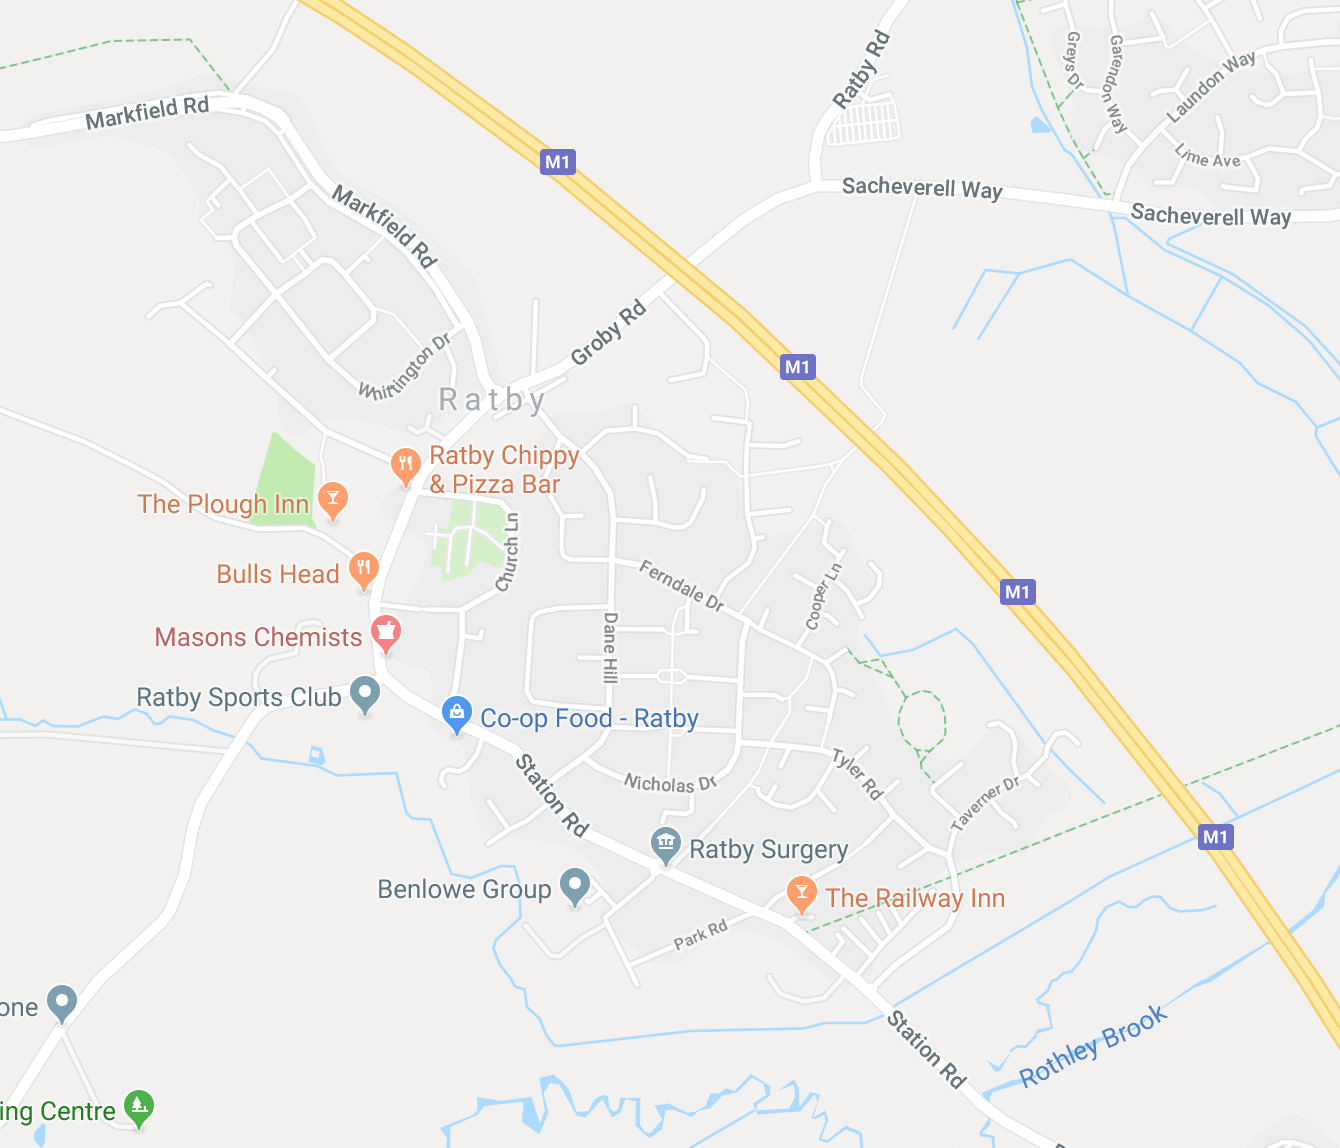 Ratby Rd
Greys Dr
Garendon Way
Laundon Way
Markfield Rd
Lime Ave
M1
Sacheverell Way
Sacheverell Way
Markfield Rd
Groby Rd
Whittington Dr
M1
Ratby
Ratby Chippy
& Pizza Bar
The Plough Inn
Church Ln
Bulls Head
Ferndale Dr
Cooper Ln
M1
Masons Chemists
Dane Hill
Ratby Sports Club
Co-op Food - Ratby
Station Rd
Nicholas Dr
Tyler Rd
Taverner Dr
M1
Ratby Surgery
Benlowe Group
The Railway Inn
Park Rd
one
Station Rd
Rothley Brook
ing Centre